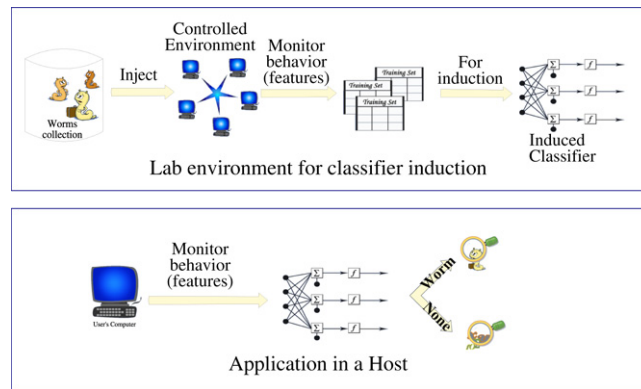 Worms
collection
Inject
Controlled
Environment
Monitor
behavior
(features)
Training Set
Training Set
Training Set
For
induction
Σ f
Σ f
Σ f
Induced
Classifier
Lab environment for classifier induction
User's Computer
Monitor
behavior
(features)
Σ f
Σ f
Σ f
Worm
None
Application in a Host